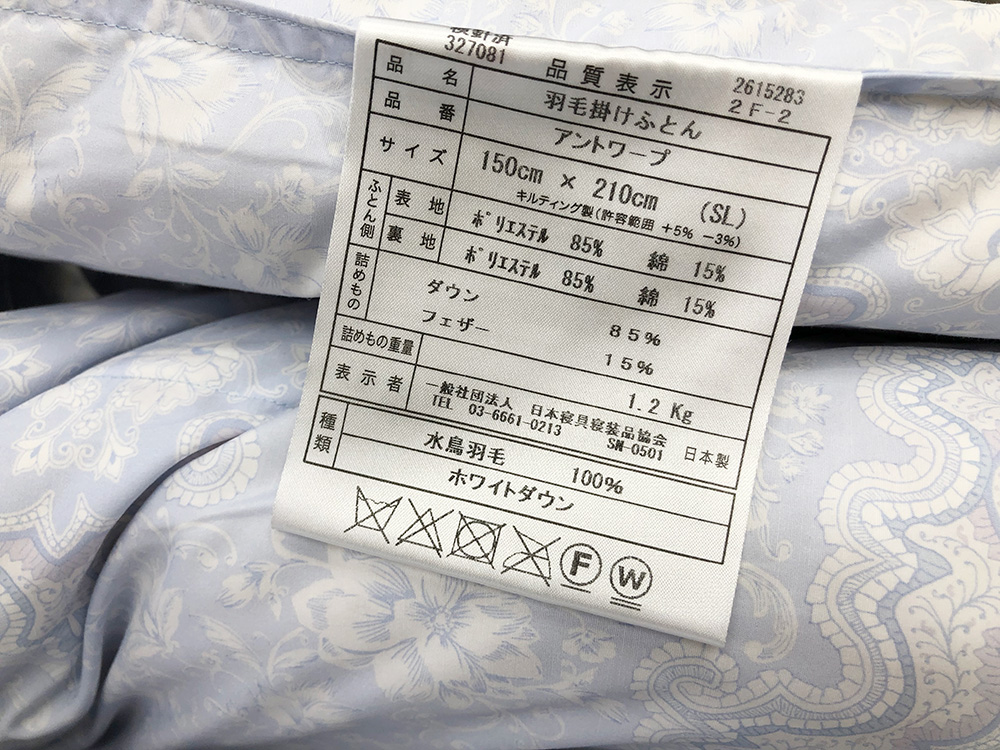 検針済
327081
品質表示
2615283
2F-2
品名 羽毛掛けふとん
品番 アントワープ
サイズ 150cm × 210cm (SL)
キルティング製(許容範囲 +5% -3%)
ふとん側 表地 ポリエステル 85% 綿 15%
裏地 ポリエステル 85% 綿 15%
詰めもの ダウン 85%
フェザー 15%
詰めもの重量 1.2 Kg
表示者 一般社団法人 日本寝具寝装品協会
TEL 03-6661-0213 SN-0501 日本製
種類 水鳥羽毛 100%
ホワイトダウン
F W